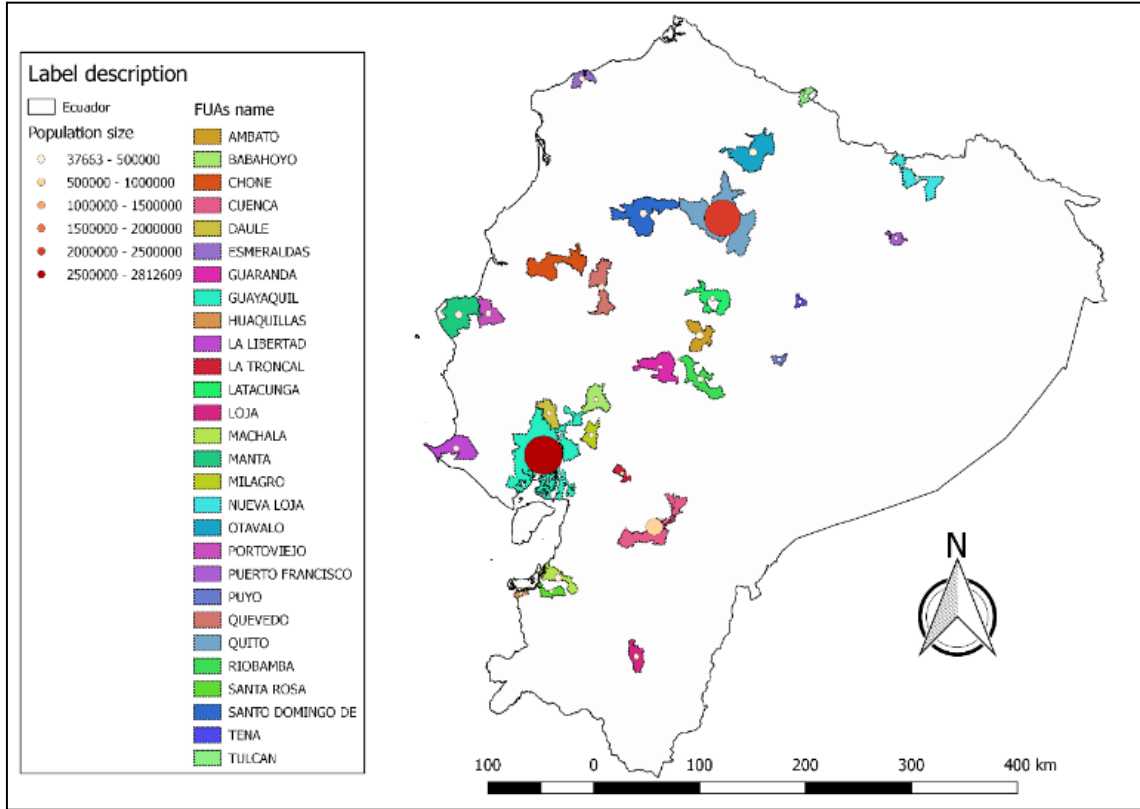 Label description
Ecuador
Population size
37663 - 500000
500000 - 1000000
1000000 - 1500000
1500000 - 2000000
2000000 - 2500000
2500000 - 2812609
FUAs name
AMBATO
BABAHOYO
CHONE
CUENCA
DAULE
ESMERALDAS
GUARANDA
GUAYAQUIL
HUAQUILLAS
LA LIBERTAD
LA TRONCAL
LATACUNGA
LOJA
MACHALA
MANTA
MILAGRO
NUEVA LOJA
OTAVALO
PORTOVIEJO
PUERTO FRANCISCO
PUYO
QUEVEDO
QUITO
RIOBAMBA
SANTA ROSA
SANTO DOMINGO DE
TENA
TULCAN
N
100 0 100 200 300 400 km